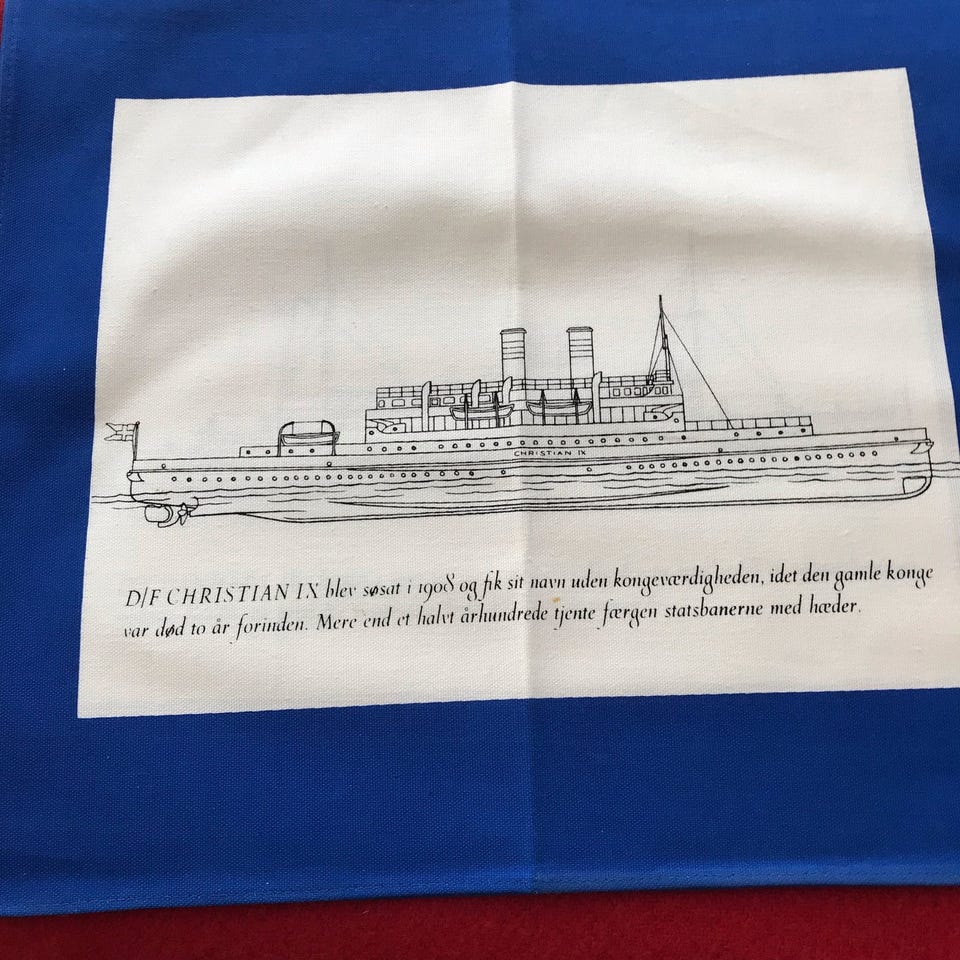 CHRISTIAN IX
D/F CHRISTIAN IX blev søsat i 1908 og fik sit navn uden kongeværdigheden, idet den gamle konge
var død to år forinden. Mere end et halvt århundrede tjente færgen statsbanerne med hæder.